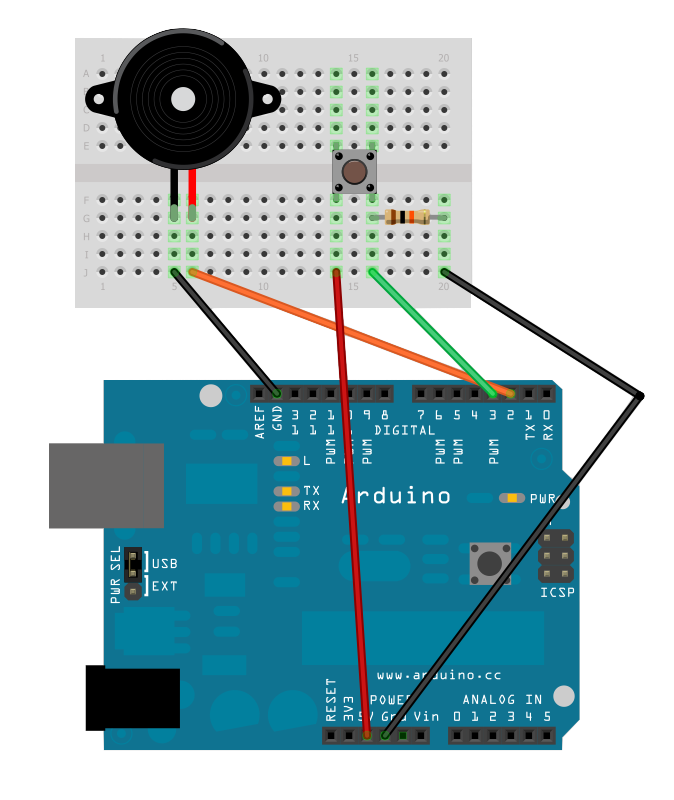 1 10 15 20
A
D
E
F
G
H
I
J
1 5 10 15 20
AREF
GND
13
12
11
10
9
8
7
6
5
4
3
2
1
0
PWM
PWM
PWM
PWM
PWM
PWM
TX
RX
DIGITAL
L
TX
RX
Arduino
PWR
PWR SEL
USB
EXT
ICSP
www.arduino.cc
POWER
ANALOG IN
RESET
3V3
5V Gnd Vin
0 1 2 3 4 5